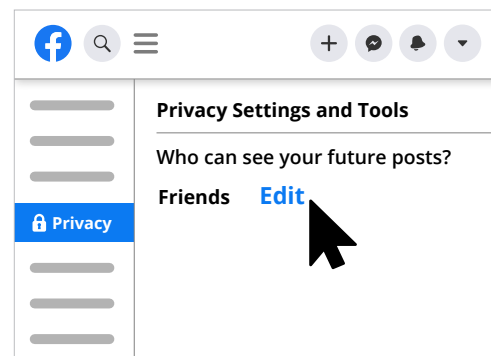 Privacy Settings and Tools
Who can see your future posts?
Privacy
Friends Edit